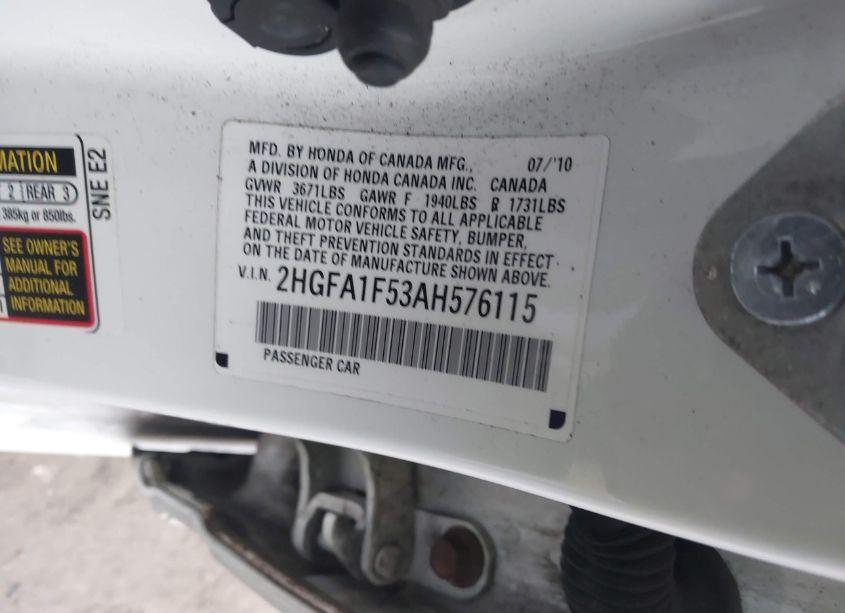 MATION
2 REAR 3
385kg or 850lbs.
SEE OWNER'S
MANUAL FOR
ADDITIONAL
INFORMATION
SNE E2
MFD. BY HONDA OF CANADA MFG., 07/'10
A DIVISION OF HONDA CANADA INC. CANADA
GVWR 3671LBS GAWR F 1940LBS R 1731LBS
THIS VEHICLE CONFORMS TO ALL APPLICABLE
FEDERAL MOTOR VEHICLE SAFETY, BUMPER,
AND THEFT PREVENTION STANDARDS IN EFFECT
ON THE DATE OF MANUFACTURE SHOWN ABOVE.
V.I.N. 2HGFA1F53AH576115
PASSENGER CAR